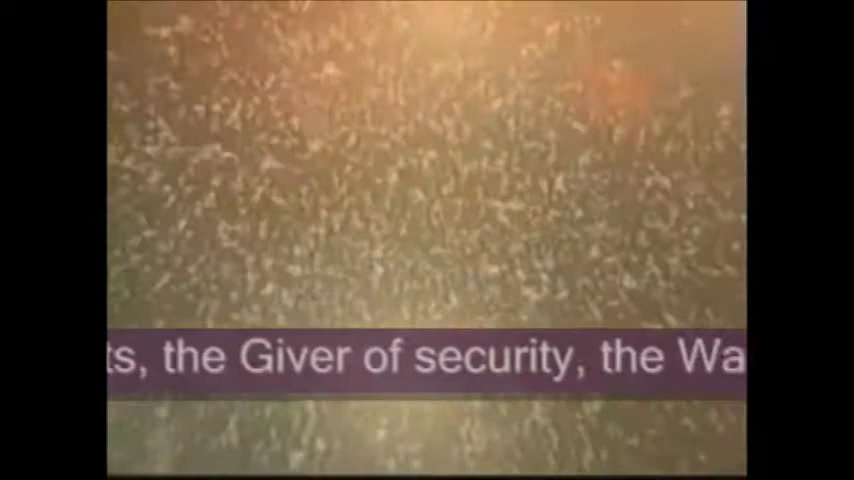 ts, the Giver of security, the Wa